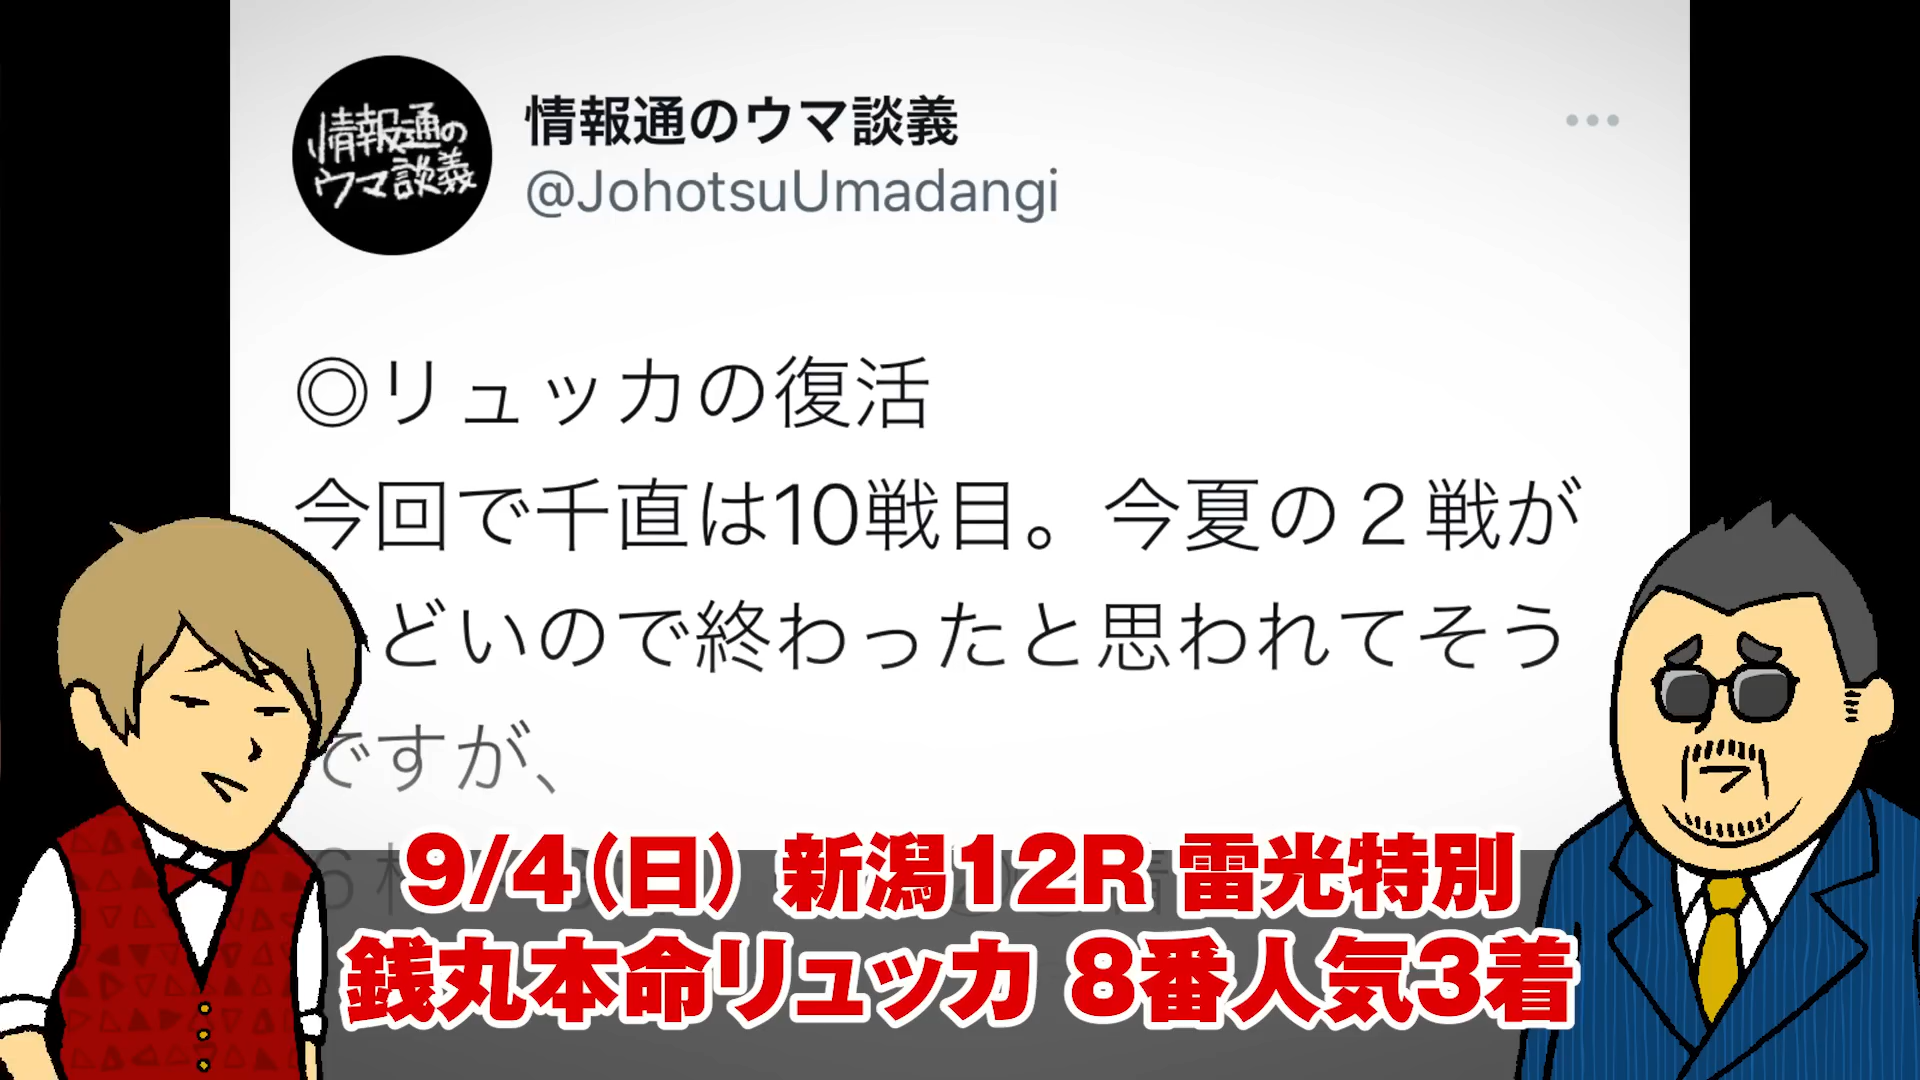 情報通の
ウマ談義
情報通のウマ談義
@JohotsuUmadangi
◎リュッカの復活
今回で千直は10戦目。今夏の２戦が
どいので終わったと思われてそう
ですが、
9/4(日) 新潟12R 雷光特別
銭丸本命リュッカ 8番人気3着